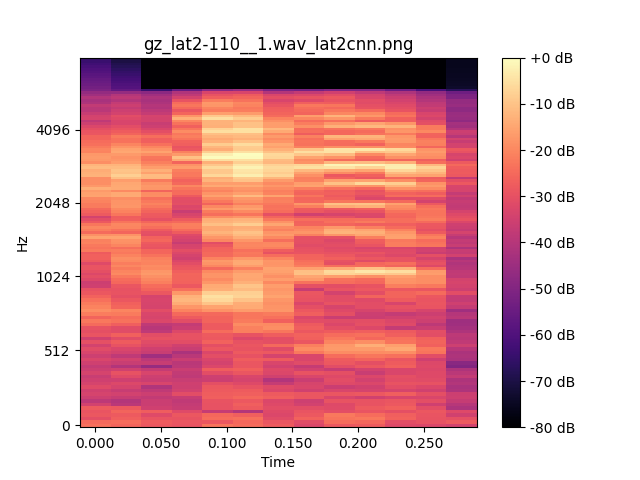 gz_lat2-110__1.wav_lat2cnn.png
Hz
4096
2048
1024
512
0
0.000 0.050 0.100 0.150 0.200 0.250
Time
+0 dB
-10 dB
-20 dB
-30 dB
-40 dB
-50 dB
-60 dB
-70 dB
-80 dB